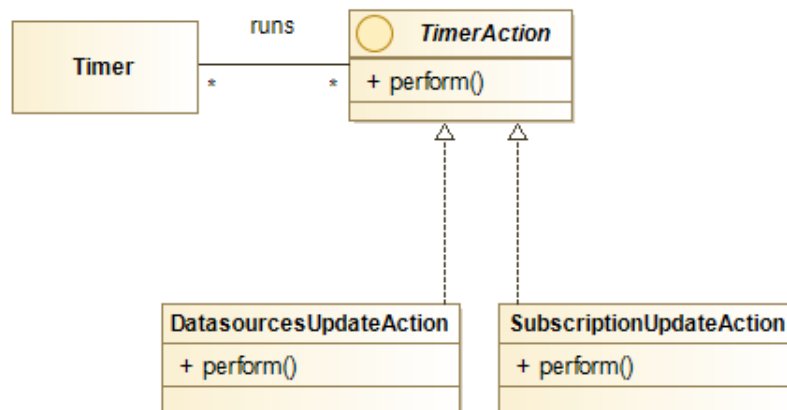 runs
TimerAction
Timer
* *
+ perform()
DatasourcesUpdateAction
SubscriptionUpdateAction
+ perform()
+ perform()